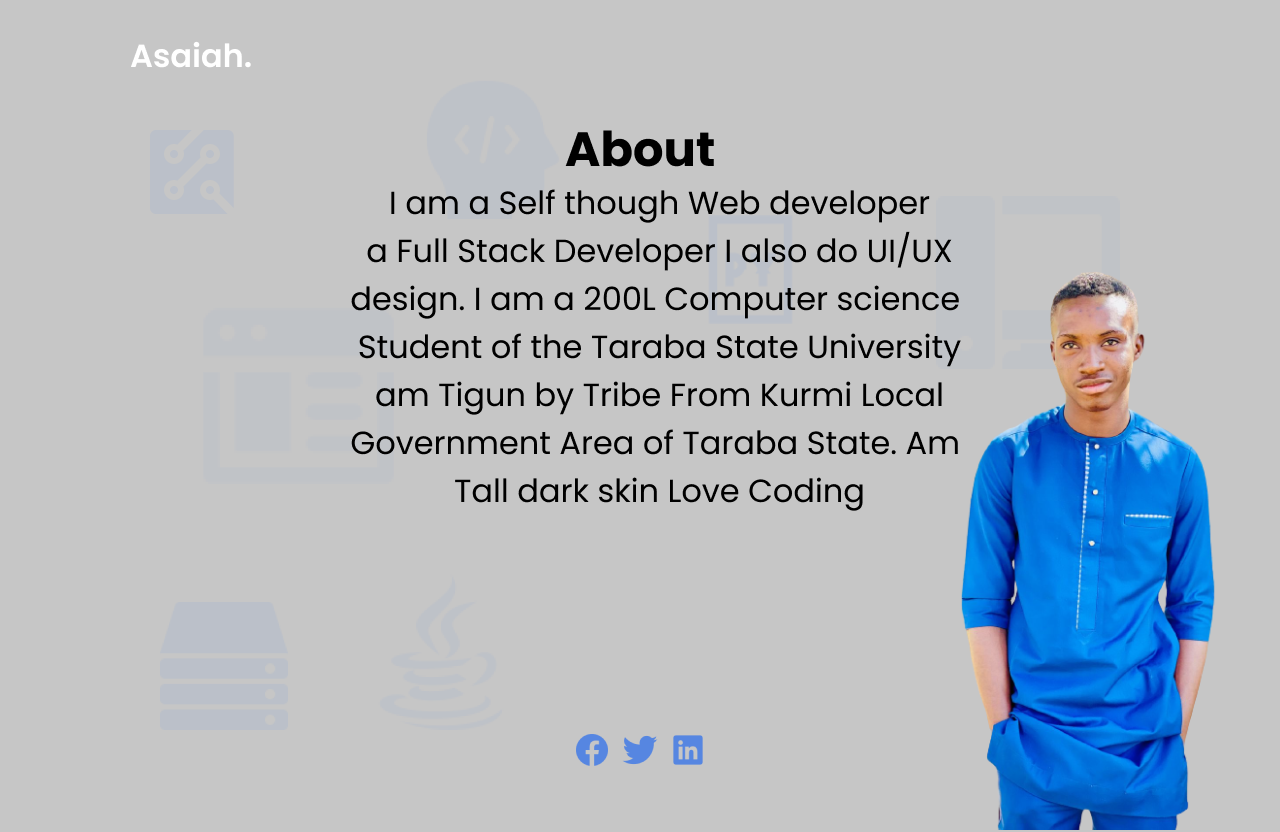 Asaiah.
About
I am a Self though Web developer
a Full Stack Developer I also do UI/UX
design. I am a 200L Computer science
Student of the Taraba State University
am Tigun by Tribe From Kurmi Local
Government Area of Taraba State. Am
Tall dark skin Love Coding